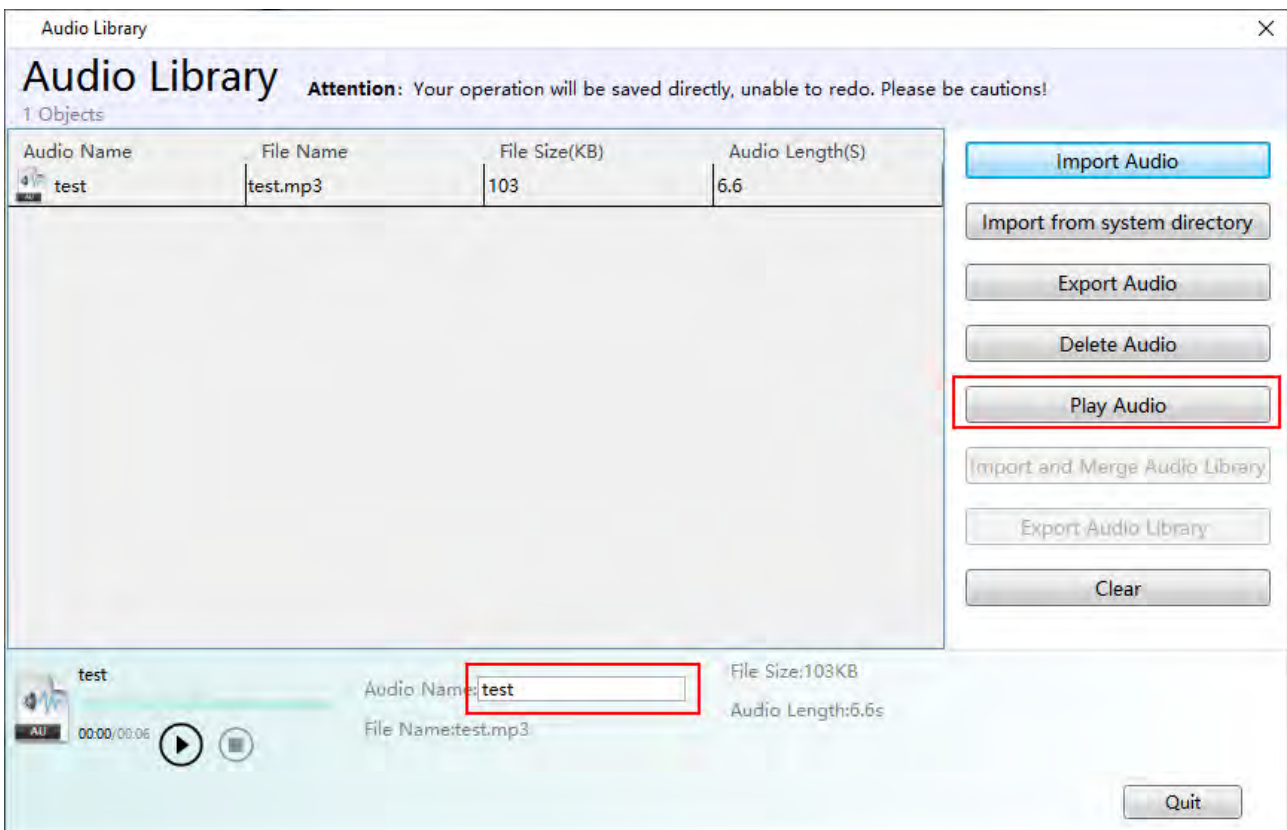 Audio Library
Audio Library Attention: Your operation will be saved directly, unable to redo. Please be cautions!
1 Objects
Audio Name File Name File Size(KB) Audio Length(S)
test test.mp3 103 6.6
AU
Import Audio
Import from system directory
Export Audio
Delete Audio
Play Audio
Import and Merge Audio Library
Export Audio Library
Clear
test
AU
00:00/00:06
Audio Name: test
File Name:test.mp3
File Size:103KB
Audio Length:6.6s
Quit